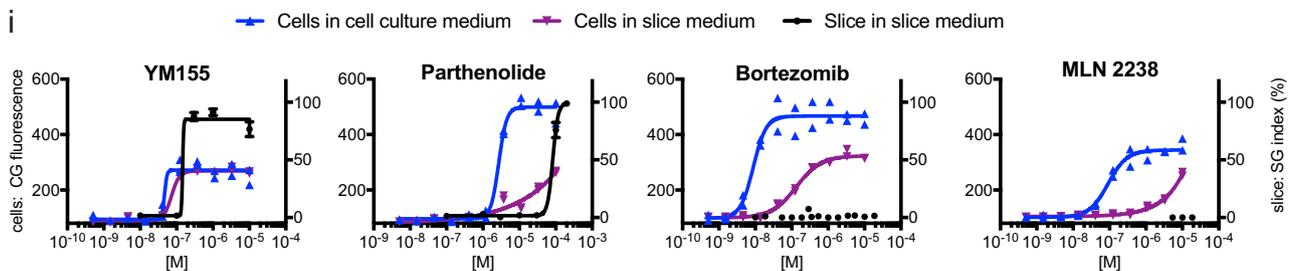 i
Cells in cell culture medium Cells in slice medium Slice in slice medium
YM155 Parthenolide Bortezomib MLN 2238
cells: CG fluorescence
600 400 200
100 50 0
10-10 10-9 10-8 10-7 10-6 10-5 10-4
[M]
600 400 200
100 50 0
10-9 10-8 10-7 10-6 10-5 10-4 10-3
[M]
600 400 200
100 50 0
10-10 10-9 10-8 10-7 10-6 10-5 10-4
[M]
600 400 200
100 50 0
10-10 10-9 10-8 10-7 10-6 10-5 10-4
[M]
slice: SG index (%)